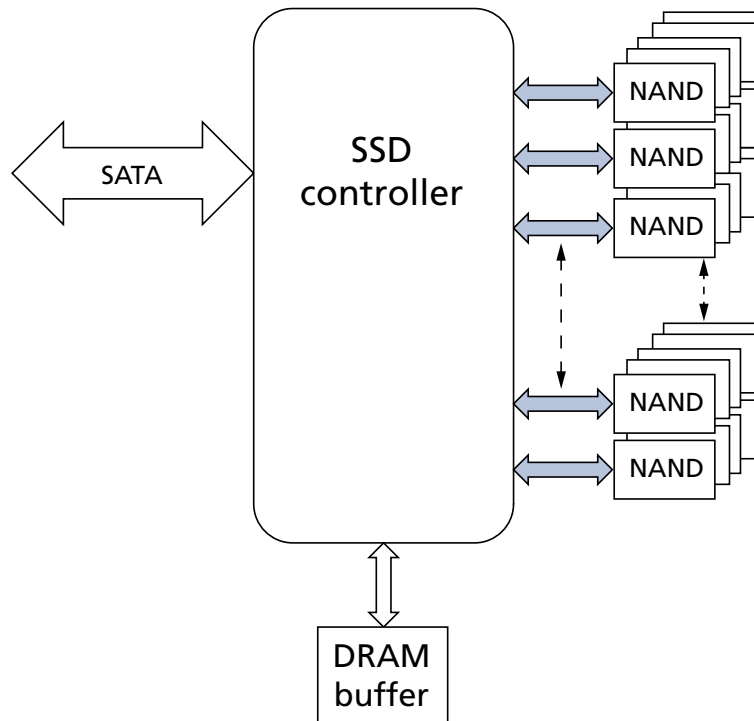 SATA
SSD
controller
NAND
NAND
NAND
NAND
NAND
DRAM
buffer